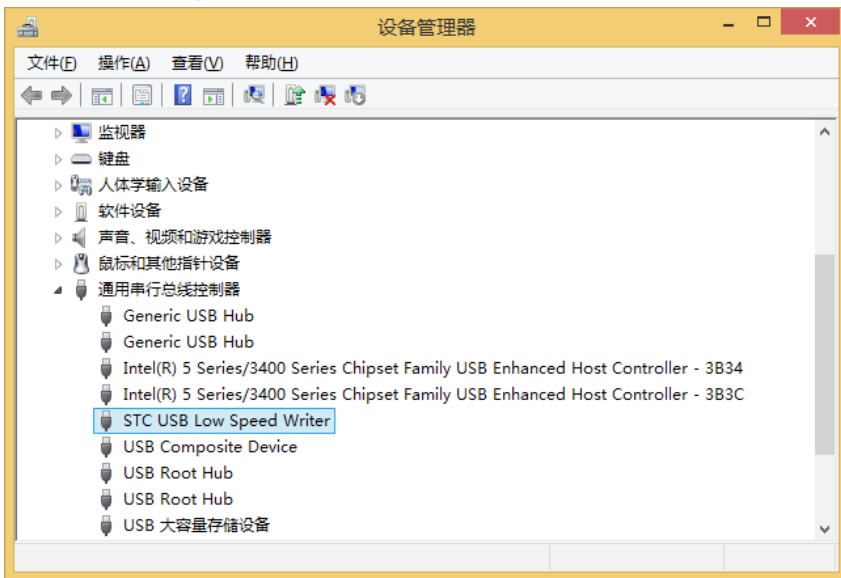 设备管理器
文件(F) 操作(A) 查看(V) 帮助(H)
监视器
键盘
人体学输入设备
软件设备
声音、视频和游戏控制器
鼠标和其他指针设备
通用串行总线控制器
Generic USB Hub
Generic USB Hub
Intel(R) 5 Series/3400 Series Chipset Family USB Enhanced Host Controller - 3B34
Intel(R) 5 Series/3400 Series Chipset Family USB Enhanced Host Controller - 3B3C
STC USB Low Speed Writer
USB Composite Device
USB Root Hub
USB Root Hub
USB 大容量存储设备